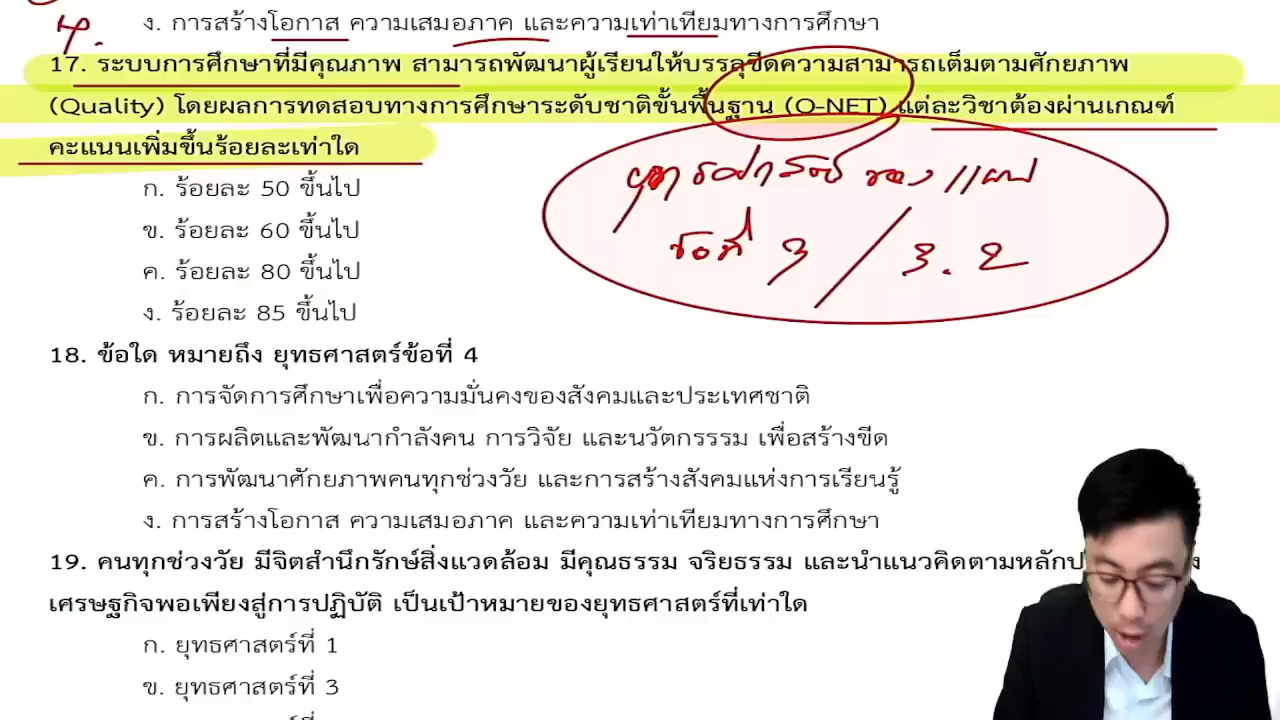 ง. การสร้างโอกาส ความเสมอภาค และความเท่าเทียมทางการศึกษา
4.
17. ระบบการศึกษาที่มีคุณภาพ สามารถพัฒนาผู้เรียนให้บรรลุขีดความสามารถเต็มตามศักยภาพ
(Quality) โดยผลการทดสอบทางการศึกษาระดับชาติขั้นพื้นฐาน (O-NET) แต่ละวิชาต้องผ่านเกณฑ์
คะแนนเพิ่มขึ้นร้อยละเท่าใด
ยุทธศาสตร์ ของ แผน
ข้อที่ 3 / 3.2
ก. ร้อยละ 50 ขึ้นไป
ข. ร้อยละ 60 ขึ้นไป
ค. ร้อยละ 80 ขึ้นไป
ง. ร้อยละ 85 ขึ้นไป
18. ข้อใด หมายถึง ยุทธศาสตร์ข้อที่ 4
ก. การจัดการศึกษาเพื่อความมั่นคงของสังคมและประเทศชาติ
ข. การผลิตและพัฒนากำลังคน การวิจัย และนวัตกรรรม เพื่อสร้างขีด
ค. การพัฒนาศักยภาพคนทุกช่วงวัย และการสร้างสังคมแห่งการเรียนรู้
ง. การสร้างโอกาส ความเสมอภาค และความเท่าเทียมทางการศึกษา
19. คนทุกช่วงวัย มีจิตสำนึกรักษ์สิ่งแวดล้อม มีคุณธรรม จริยธรรม และนำแนวคิดตามหลัก
เศรษฐกิจพอเพียงสู่การปฏิบัติ เป็นเป้าหมายของยุทธศาสตร์ที่เท่าใด
ก. ยุทธศาสตร์ที่ 1
ข. ยุทธศาสตร์ที่ 3